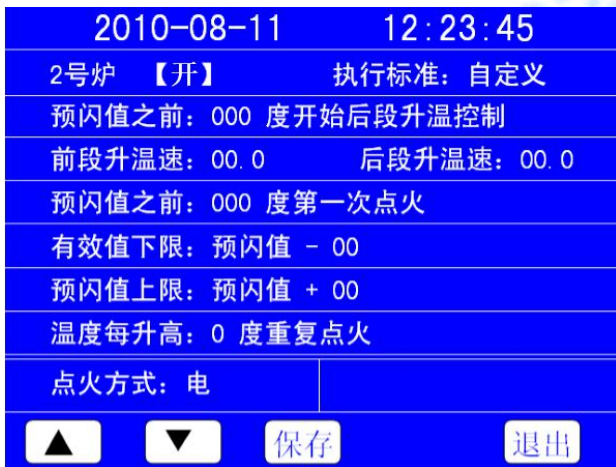 2010-08-11 12:23:45
2号炉 【开】 执行标准：自定义
预闪值之前：000 度开始后段升温控制
前段升温速：00.0 后段升温速：00.0
预闪值之前：000 度第一次点火
有效值下限：预闪值 - 00
预闪值上限：预闪值 + 00
温度每升高：0 度重复点火
点火方式：电
▲ ▼ 保存 退出